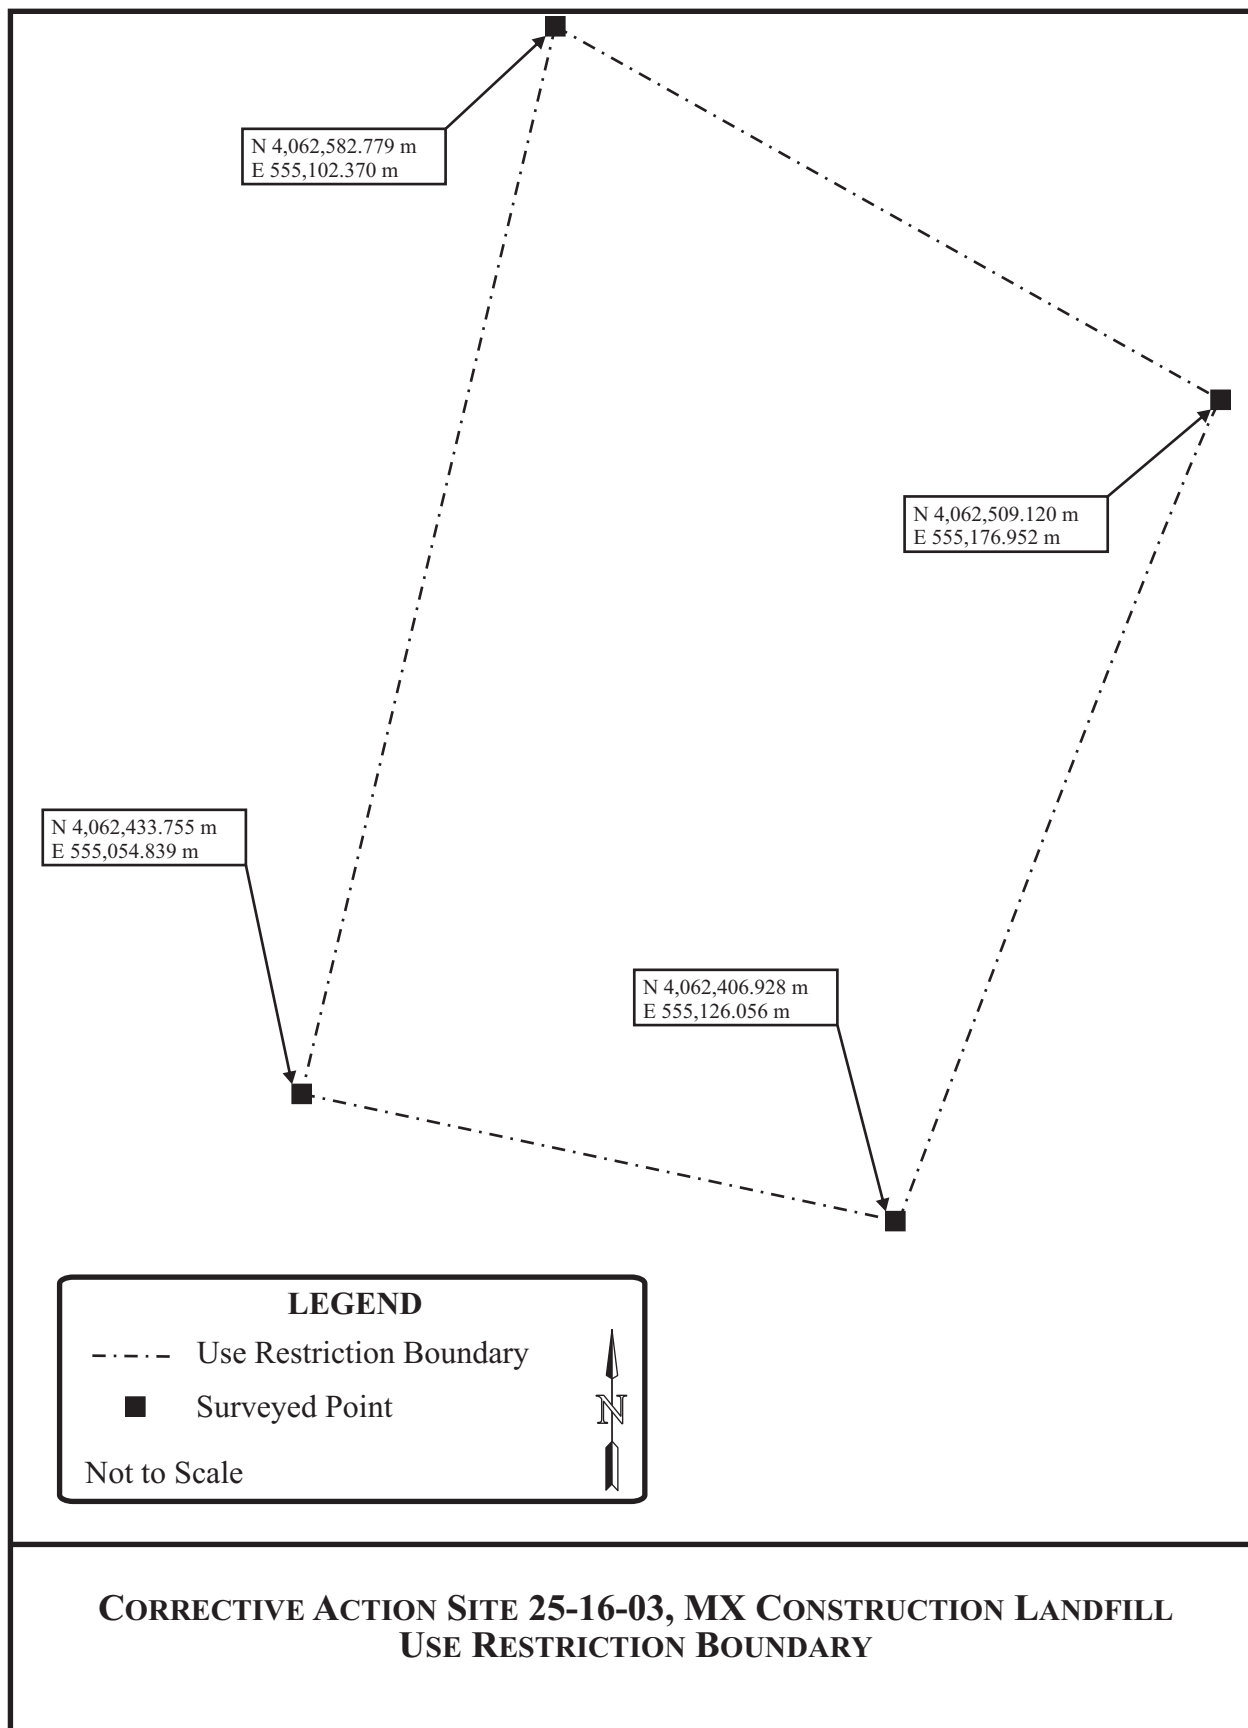 N 4,062,582.779 m
E 555,102.370 m
N 4,062,509.120 m
E 555,176.952 m
N 4,062,433.755 m
E 555,054.839 m
N 4,062,406.928 m
E 555,126.056 m
LEGEND
Use Restriction Boundary
Surveyed Point
N
Not to Scale
CORRECTIVE ACTION SITE 25-16-03, MX CONSTRUCTION LANDFILL
USE RESTRICTION BOUNDARY